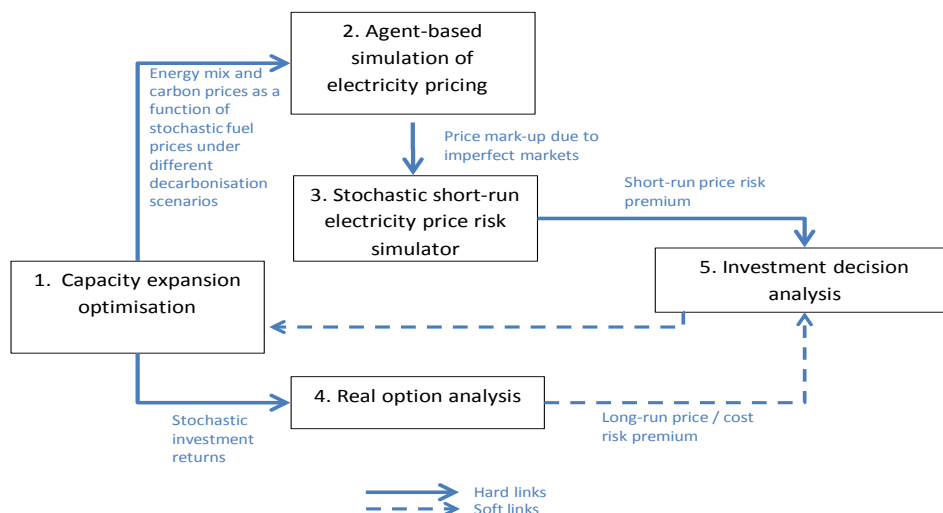 2. Agent-based
simulation of
electricity pricing
Energy mix and
carbon prices as a
function of
stochastic fuel
prices under
different
decarbonisation
scenarios
Price mark-up due to
imperfect markets
3. Stochastic short-run
electricity price risk
simulator
Short-run price risk
premium
1. Capacity expansion
optimisation
5. Investment decision
analysis
4. Real option analysis
Stochastic
investment
returns
Long-run price / cost
risk premium
Hard links
Soft links